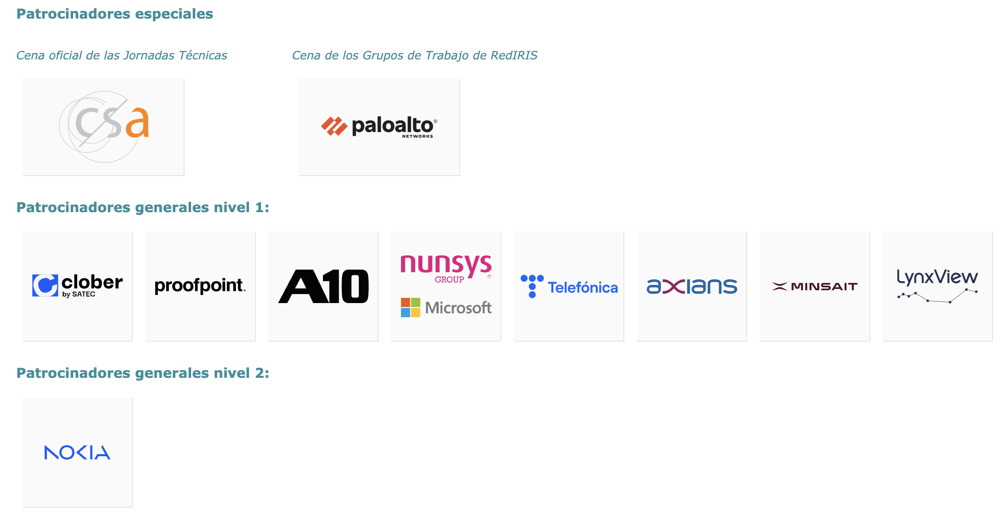 Patrocinadores especiales
Cena oficial de las Jornadas Técnicas
Cena de los Grupos de Trabajo de RedIRIS
csa
paloalto®
NETWORKS
Patrocinadores generales nivel 1:
clober
by SATEC
proofpoint®
A10
nunsys®
GROUP
Microsoft
Telefónica
axians
MINSAIT
LynxView
Patrocinadores generales nivel 2:
NOKIA